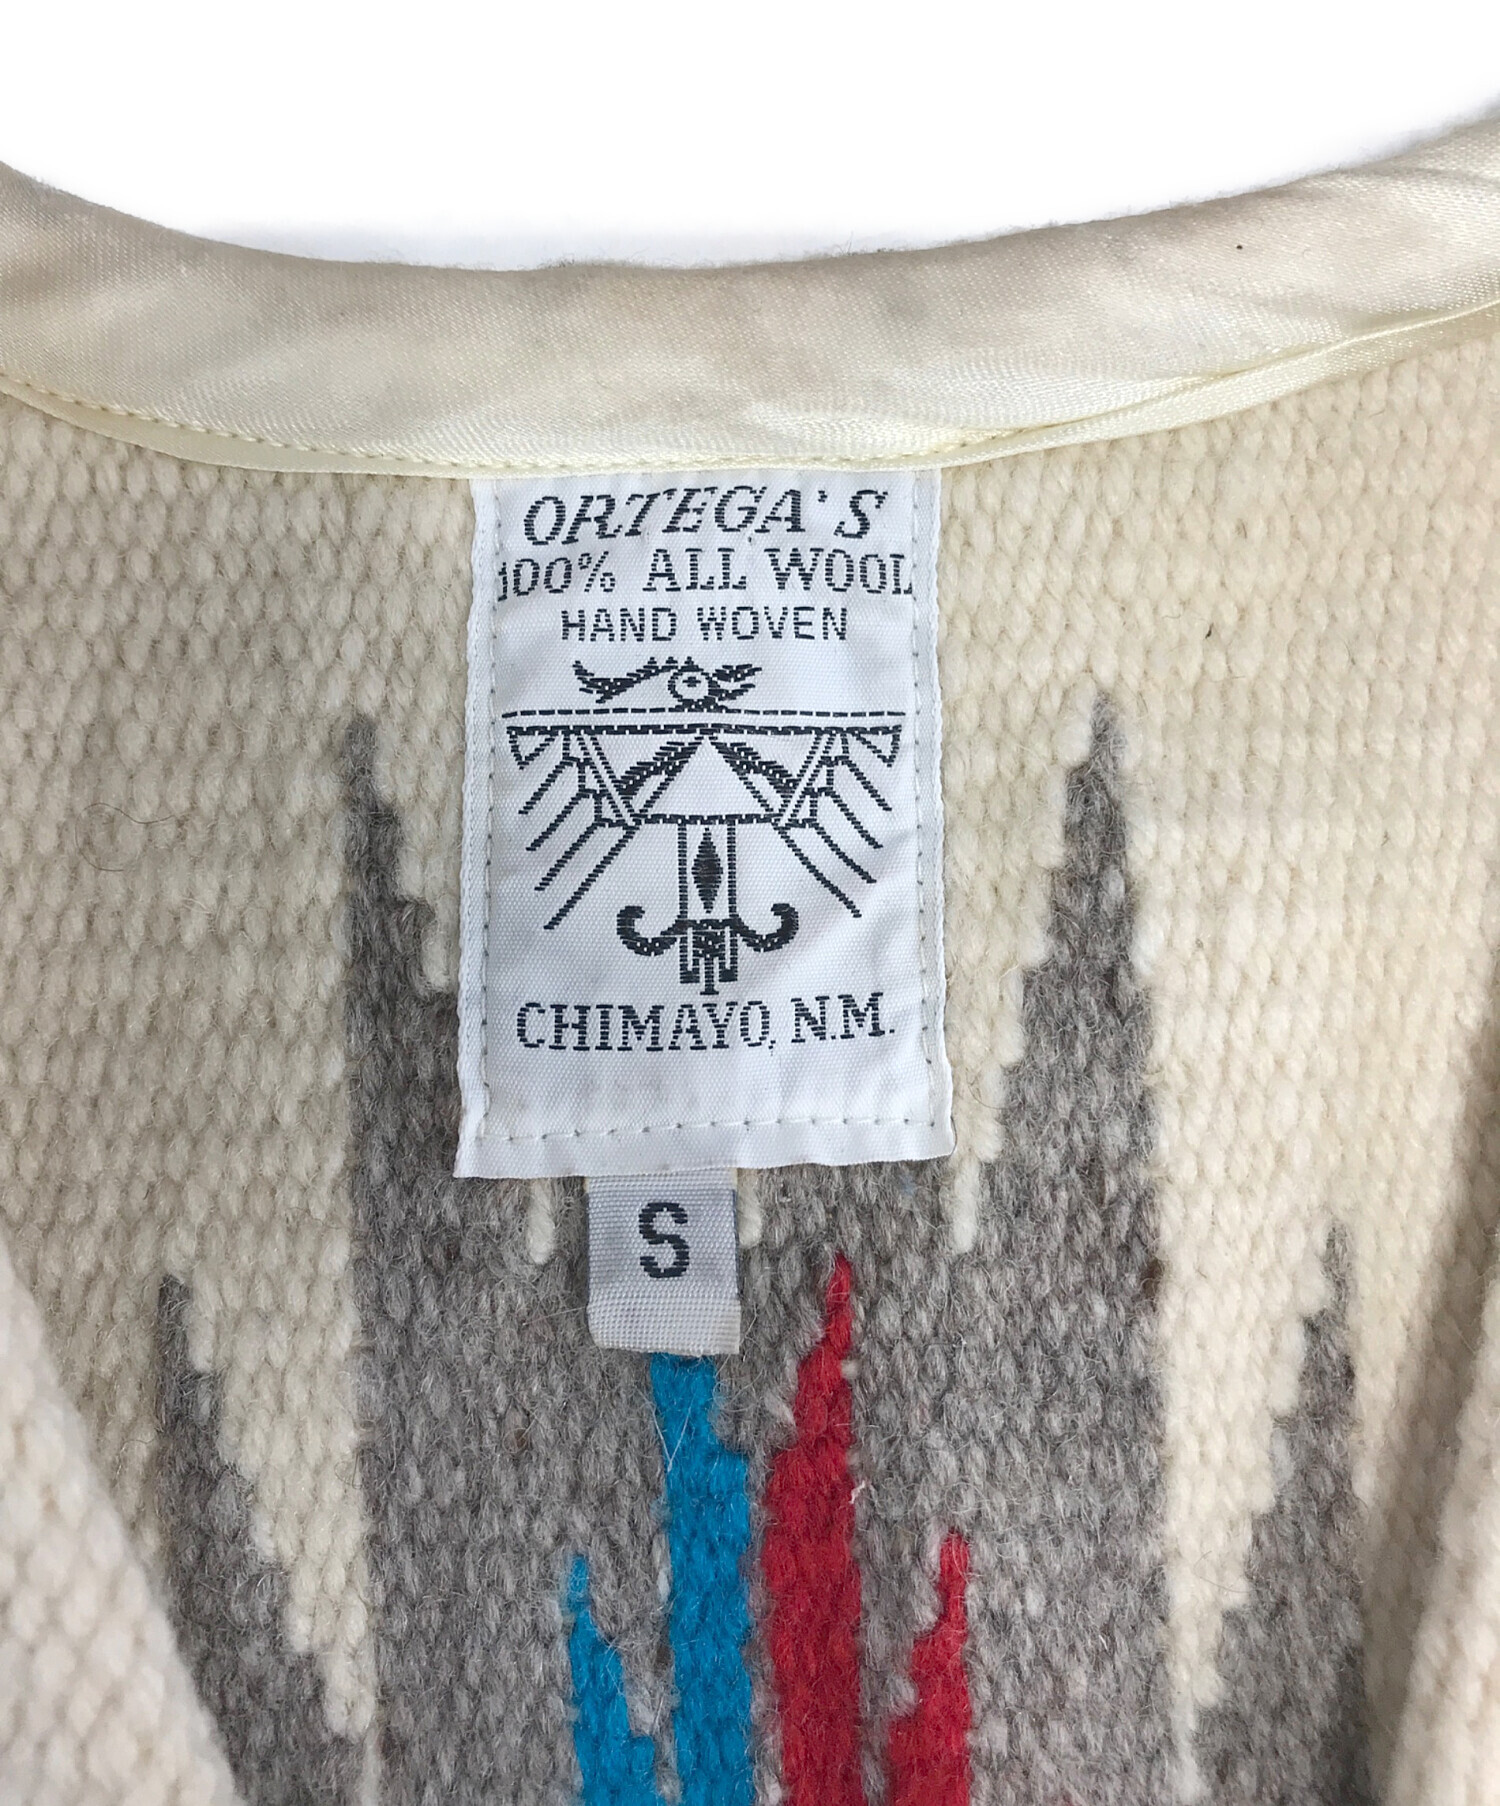 ORTEGA'S
100% ALL WOOL
HAND WOVEN
CHIMAYO, N.M.
S